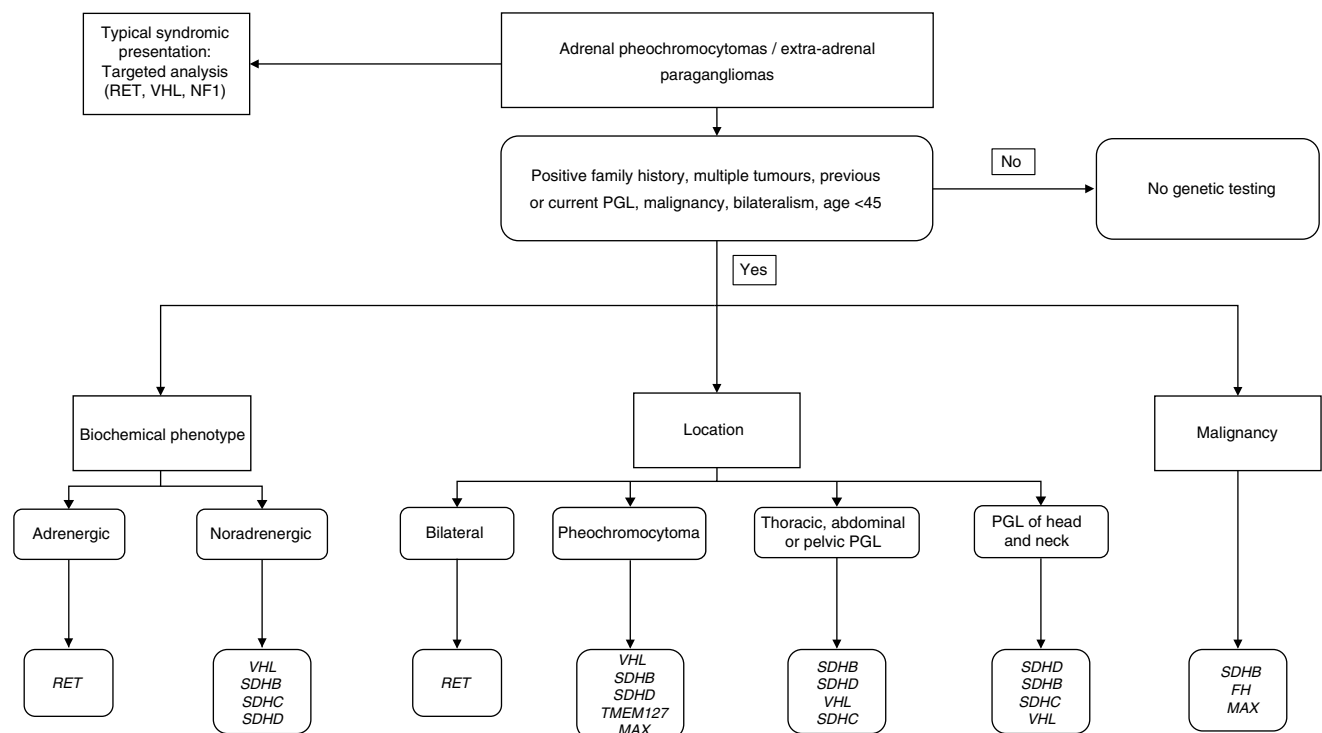 Typical syndromic
presentation:
Targeted analysis
(RET, VHL, NF1)
Adrenal pheochromocytomas / extra-adrenal
paragangliomas
Positive family history, multiple tumours, previous
or current PGL, malignancy, bilateralism, age <45
No
No genetic testing
Yes
Biochemical phenotype
Location
Malignancy
Adrenergic
Noradrenergic
Bilateral
Pheochromocytoma
Thoracic, abdominal
or pelvic PGL
PGL of head
and neck
RET
VHL
SDHB
SDHC
SDHD
RET
VHL
SDHB
SDHD
TMEM127
MAX
SDHB
SDHD
VHL
SDHC
SDHD
SDHB
SDHC
VHL
SDHB
FH
MAX